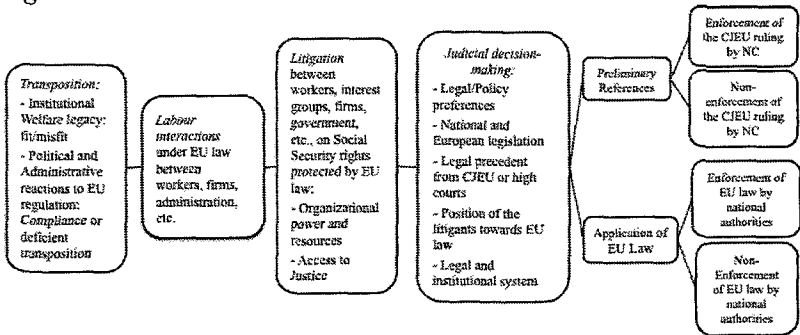 Transposition:
- Institutional
Welfare legacy:
fit/misfit
- Political and
Administrative
reactions to EU
regulation:
Compliance or
deficient
transposition
Labour
interactions
under EU law
between
workers, firms,
administration,
etc.
Litigation
between
workers, interest
groups, firms,
government,
etc., on Social
Security rights
protected by EU
law:
- Organizational
power and
resources
- Access to
Justice
Judicial decision-
making:
- Legal/Policy
preferences
- National and
European legislation
- Legal precedent
from CJEU or high
courts
- Position of the
litigants towards EU
law
- Legal and
institutional system
Preliminary
References
Enforcement of
the CJEU ruling
by NC
Non-
enforcement of
the CJEU ruling
by NC
Application of
EU Law
Enforcement of
EU law by
national
authorities
Non-
Enforcement
of EU law by
national
authorities